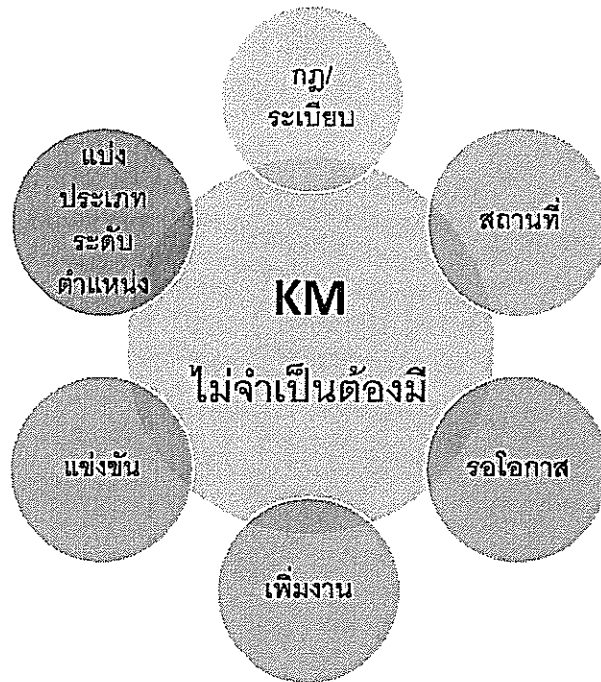 กฎ/
ระเบียบ
แบ่ง
ประเภท
ระดับ
ตำแหน่ง
สถานที่
KM
ไม่จำเป็นต้องมี
แข่งขัน
รอโอกาส
เพิ่มงาน